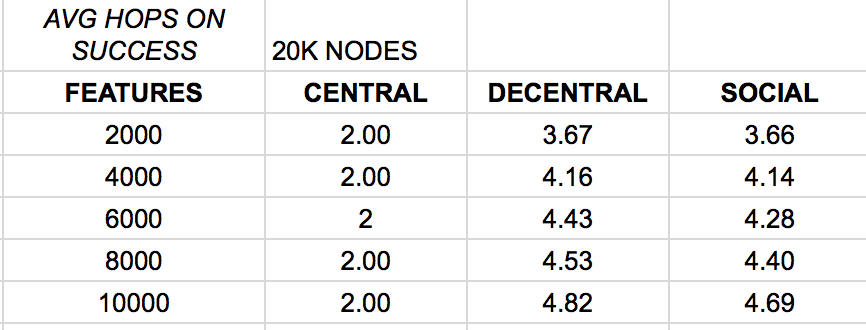 AVG HOPS ON
SUCCESS 20K NODES
FEATURES CENTRAL DECENTRAL SOCIAL
2000 2.00 3.67 3.66
4000 2.00 4.16 4.14
6000 2 4.43 4.28
8000 2.00 4.53 4.40
10000 2.00 4.82 4.69